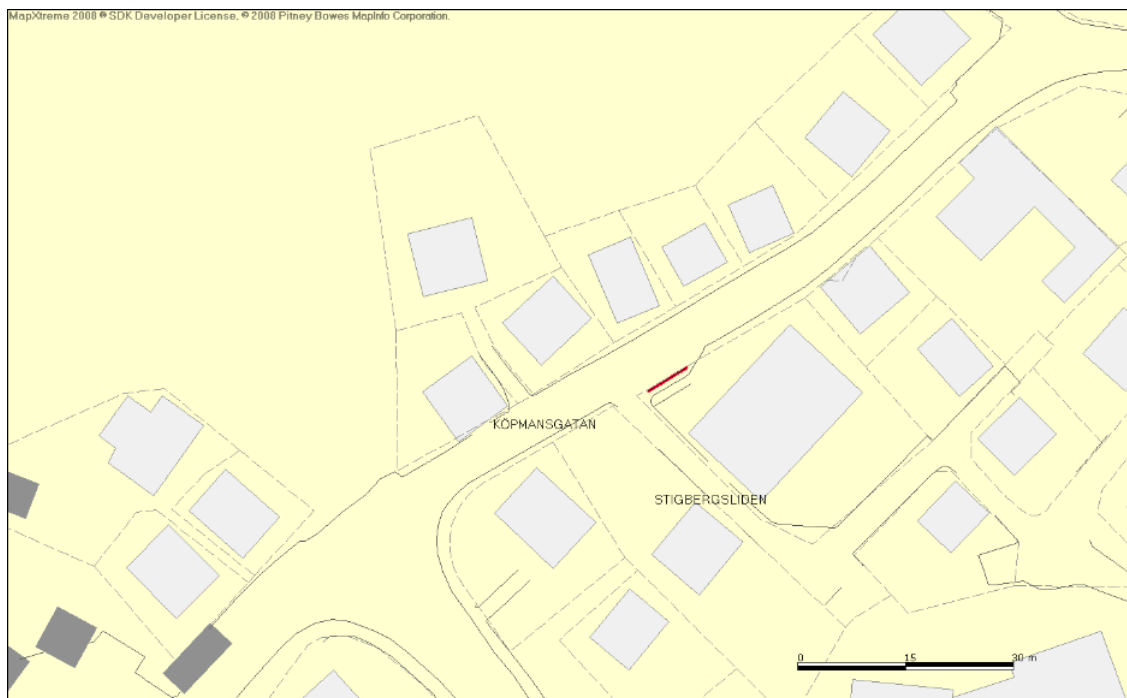 MapXtreme 2008 ® SDK Developer License. © 2008 Pitney Bowes MapInfo Corporation.
KÖPMANSGATAN
STIGBERGSLIDEN
0 15 30 m